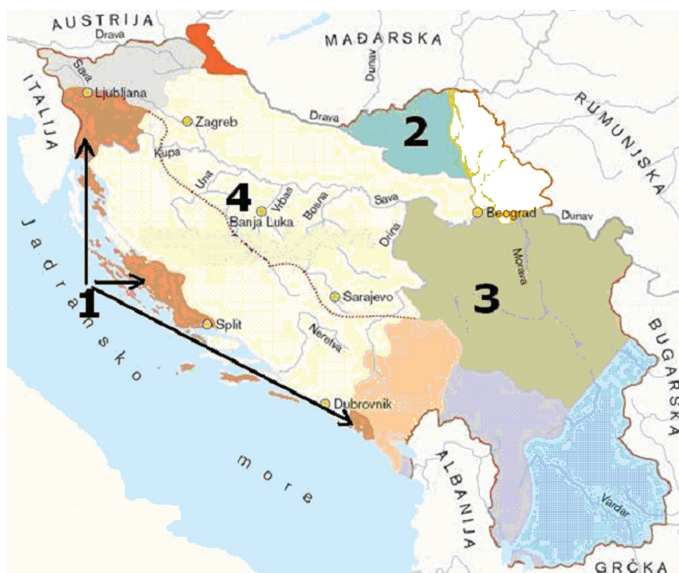 AUSTRIJA
Drava
MAĐARSKA
Dunav
RUMUNJSKA
ITALIJA
Sava
Ljubljana
Zagreb
Drava
2
Kupa
Una
4
Vrbas
Bosna
Sava
Banja Luka
Drina
Beograd
Dunav
Morava
1
Sarajevo
3
Split
Neretva
BUGARSKA
Dubrovnik
Jadransko
more
ALBANIJA
Vardar
GRČKA